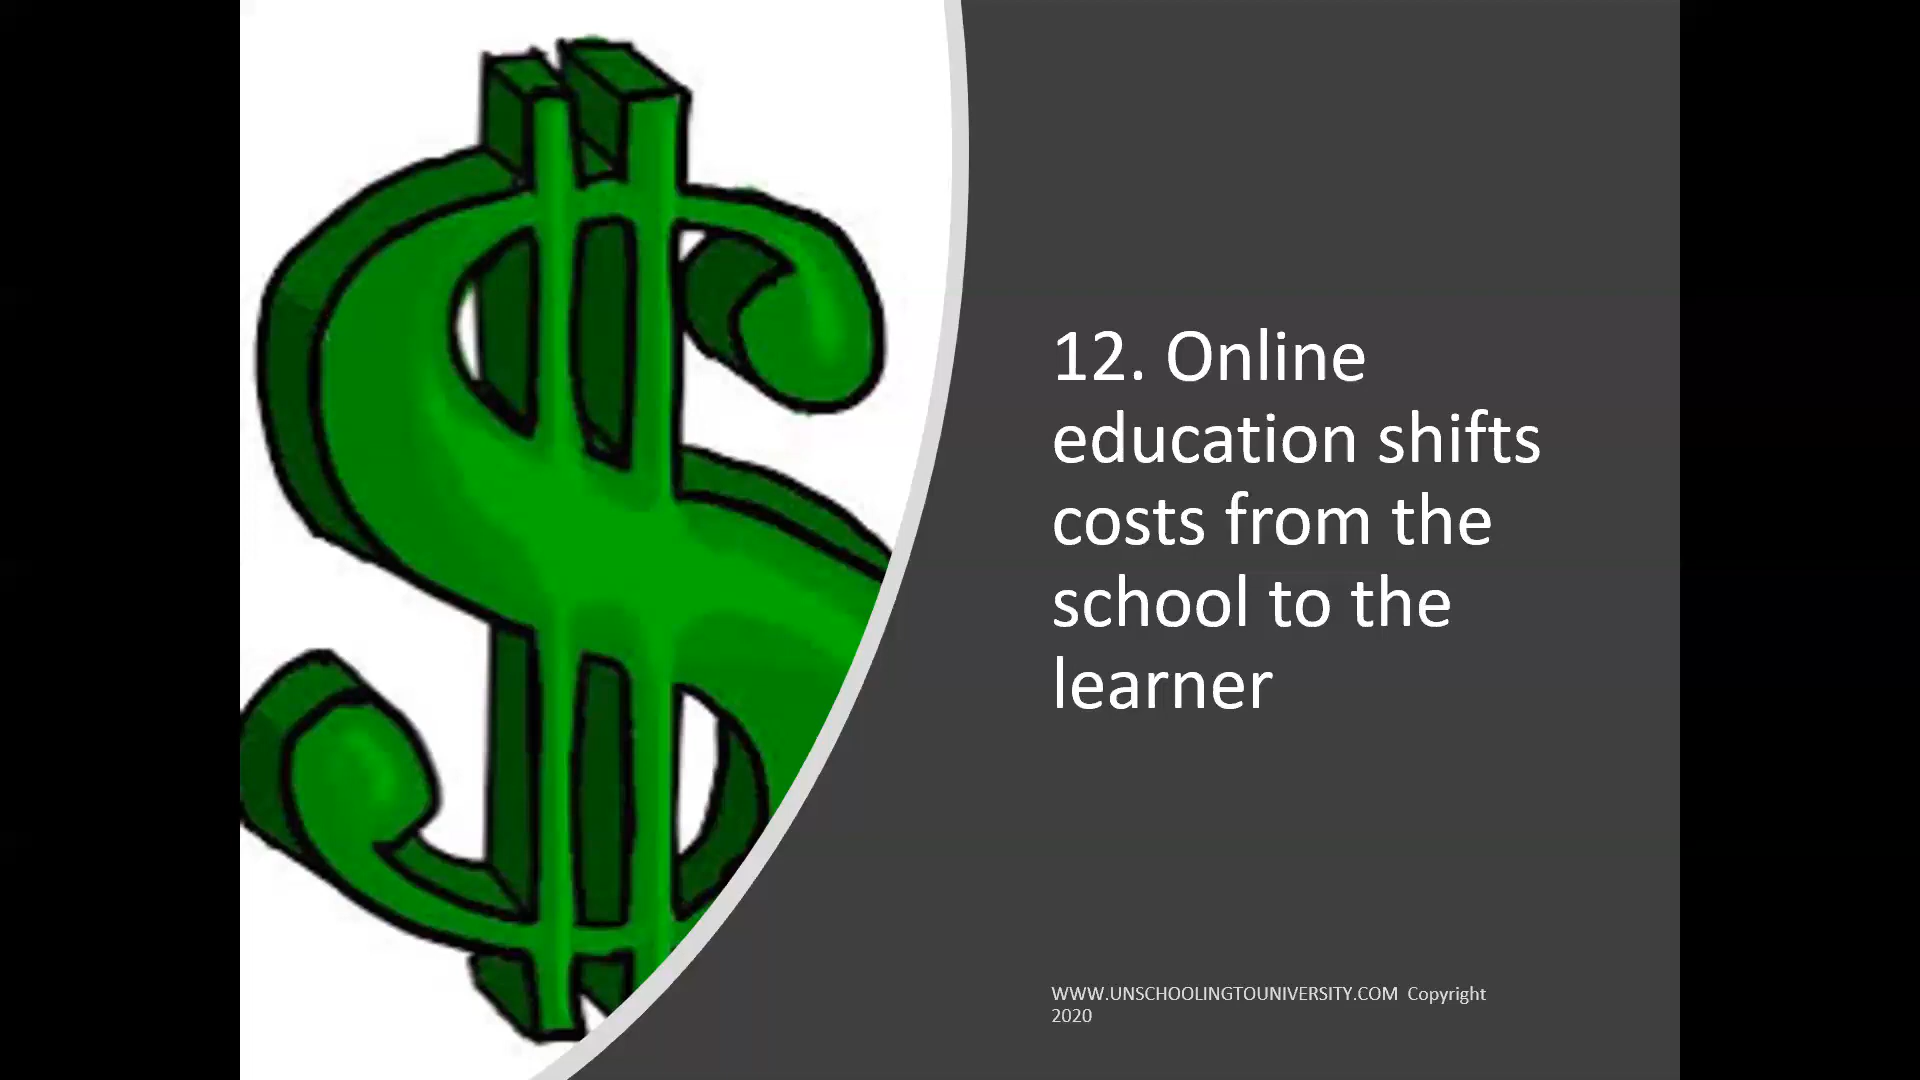 12. Online
education shifts
costs from the
school to the
learner
WWW.UNSCHOOLINGTOUNIVERSITY.COM Copyright
2020